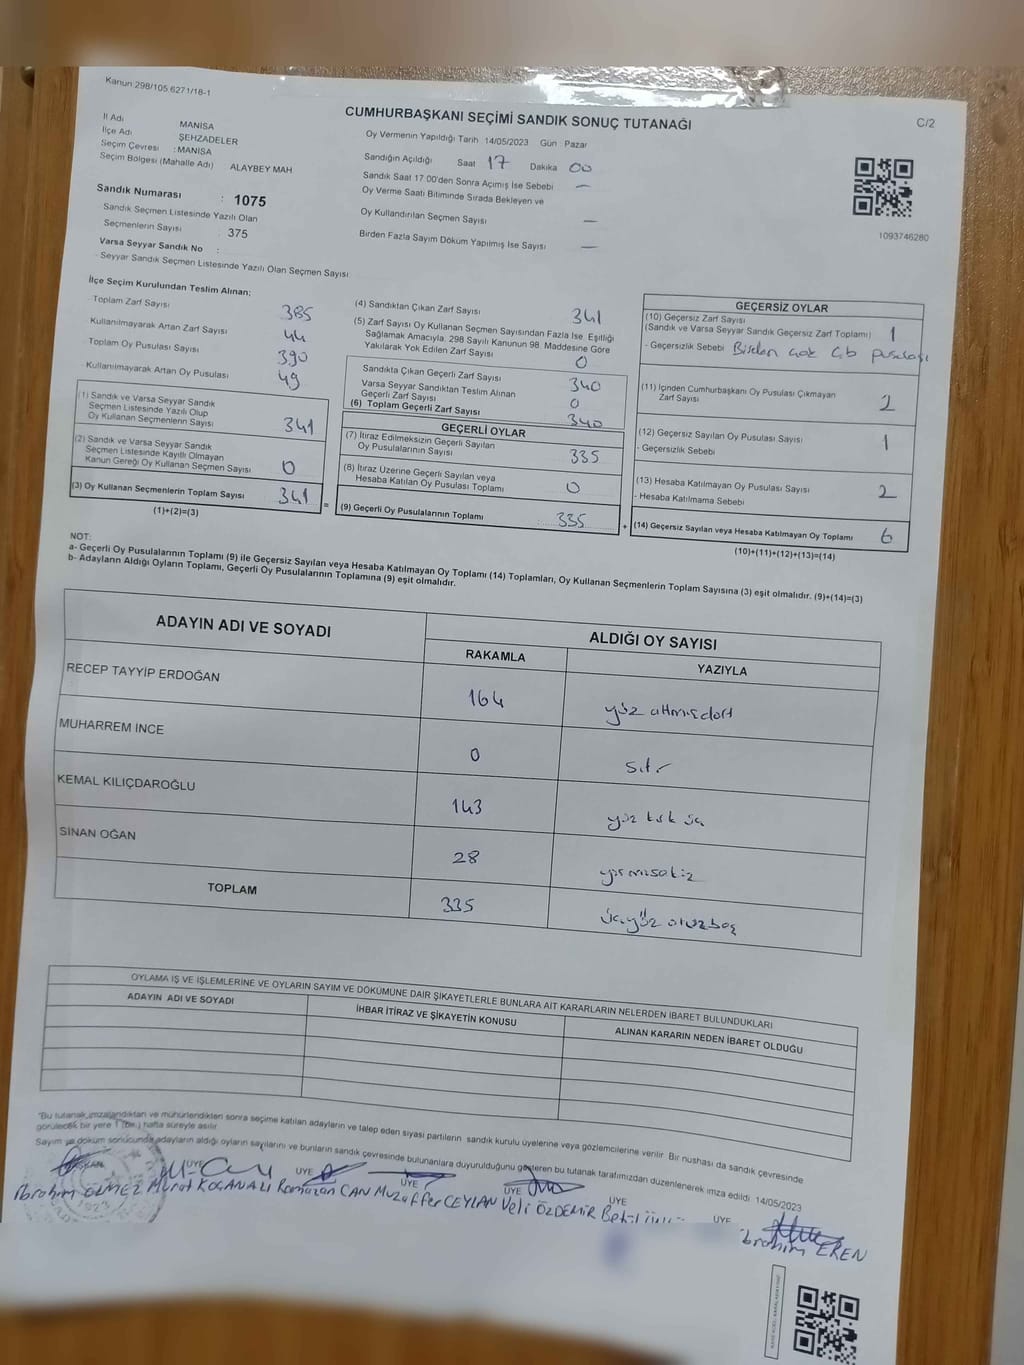 Kanun:298/105.6271/18-1
CUMHURBAŞKANI SEÇİMİ SANDIK SONUÇ TUTANAĞI
C/2
İl Adı MANİSA
İlçe Adı ŞEHZADELER
Seçim Çevresi : MANİSA
Seçim Bölgesi (Mahalle Adı) ALAYBEY MAH
Sandık Numarası : 1075
Sandık Seçmen Listesinde Yazılı Olan
Seçmenlerin Sayısı : 375
Varsa Seyyar Sandık No :
- Seyyar Sandık Seçmen Listesinde Yazılı Olan Seçmen Sayısı
Oy Vermenin Yapıldığı Tarih 14/05/2023 Gün Pazar
Sandığın Açıldığı Saat 17 Dakika 00
Sandık Saat 17.00'den Sonra Açımış İse Sebebi —
Oy Verme Saati Bitiminde Sırada Bekleyen ve
Oy Kullandırılan Seçmen Sayısı —
Birden Fazla Sayım Döküm Yapılmış İse Sayısı —
1093746280
İlçe Seçim Kurulundan Teslim Alınan;
- Toplam Zarf Sayısı 385
Kullanılmayarak Artan Zarf Sayısı 44
Toplam Oy Pusulası Sayısı 390
Kullanılmayarak Artan Oy Pusulası 49
(1) Sandık ve Varsa Seyyar Sandık
Seçmen Listesinde Yazılı Olup
Oy Kullanan Seçmenlerin Sayısı 341
(2) Sandık ve Varsa Seyyar Sandık
Seçmen Listesinde Kayıtlı Olmayan
Kanun Gereği Oy Kullanan Seçmen Sayısı 0
(3) Oy Kullanan Seçmenlerin Toplam Sayısı 341
(1)+(2)=(3)
(4) Sandıktan Çıkan Zarf Sayısı 341
(5) Zarf Sayısı Oy Kullanan Seçmen Sayısından Fazla İse, Eşitliği
Sağlamak Amacıyla, 298 Sayılı Kanunun 98. Maddesine Göre
Yakılarak Yok Edilen Zarf Sayısı 0
Sandıkta Çıkan Geçerli Zarf Sayısı 340
Varsa Seyyar Sandıktan Teslim Alınan
Geçerli Zarf Sayısı 0
(6) Toplam Geçerli Zarf Sayısı 340
GEÇERLİ OYLAR
(7) İtiraz Edilmeksizin Geçerli Sayılan
Oy Pusulalarının Sayısı 335
(8) İtiraz Üzerine Geçerli Sayılan veya
Hesaba Katılan Oy Pusulası Toplamı 0
= (9) Geçerli Oy Pusulalarının Toplamı 335
GEÇERSİZ OYLAR
(10) Geçersiz Zarf Sayısı
(Sandık ve Varsa Seyyar Sandık Geçersiz Zarf Toplamı) 1
- Geçersizlik Sebebi Birden çok Cb pusulası
(11) İçinden Cumhurbaşkanı Oy Pusulası Çıkmayan
Zarf Sayısı 2
(12) Geçersiz Sayılan Oy Pusulası Sayısı 1
- Geçersizlik Sebebi
(13) Hesaba Katılmayan Oy Pusulası Sayısı 2
- Hesaba Katılmama Sebebi
+ (14) Geçersiz Sayılan veya Hesaba Katılmayan Oy Toplamı 6
(10)+(11)+(12)+(13)=(14)
NOT:
a- Geçerli Oy Pusulalarının Toplamı (9) ile Geçersiz Sayılan veya Hesaba Katılmayan Oy Toplamı (14) Toplamları, Oy Kullanan Seçmenlerin Toplam Sayısına (3) eşit olmalıdır. (9)+(14)=(3)
b- Adayların Aldığı Oyların Toplamı, Geçerli Oy Pusulalarının Toplamına (9) eşit olmalıdır.
ADAYIN ADI VE SOYADI ALDIĞI OY SAYISI
RAKAMLA YAZIYLA
RECEP TAYYİP ERDOĞAN 164 yüz altmışdört
MUHARREM İNCE 0 sıfır
KEMAL KILIÇDAROĞLU 143 yüz kırk üç
SİNAN OĞAN 28 yirmisekiz
TOPLAM 335 üçyüz otuzbeş
OYLAMA İŞ VE İŞLEMLERİNE VE OYLARIN SAYIM VE DÖKÜMÜNE DAİR ŞİKAYETLERLE BUNLARA AİT KARARLARIN NELERDEN İBARET BULUNDUKLARI
ADAYIN ADI VE SOYADI İHBAR İTİRAZ VE ŞİKAYETİN KONUSU ALINAN KARARIN NEDEN İBARET OLDUĞU
"Bu tutanak imzalandıktan ve mühürlendikten sonra seçime katılan adayların ve talep eden siyasi partilerin sandık kurulu üyelerine veya gözlemcilerine verilir. Bir nüshası da sandık çevresinde
görülecek bir yere 1 (bir) hafta süreyle asılır.
Sayım ve döküm sonucunda adayların aldığı oyların sayılarını ve bunların sandık çevresinde bulunanlara duyurulduğunu gösteren bu tutanak tarafımızdan düzenlenerek imza edildi. 14/05/2023
BAŞKAN ÜYE ÜYE ÜYE ÜYE ÜYE ÜYE
İbrahim ÖLMEZ Murat KOÇANALI Ramazan CAN Muzaffer CEYLAN Veli ÖZDEMİR İbrahim EREN